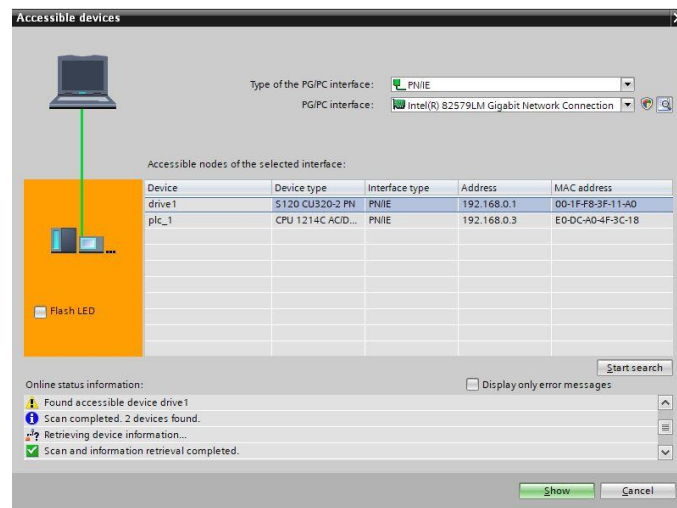 Accessible devices
Type of the PG/PC interface: PN/IE
PG/PC interface: Intel(R) 82579LM Gigabit Network Connection
Accessible nodes of the selected interface:
Device Device type Interface type Address MAC address
drive1 S120 CU320-2 PN PN/IE 192.168.0.1 00-1F-F8-3F-11-A0
plc_1 CPU 1214C AC/D... PN/IE 192.168.0.3 E0-DC-A0-4F-3C-18
Flash LED
Start search
Online status information: Display only error messages
Found accessible device drive1
Scan completed. 2 devices found.
Retrieving device information...
Scan and information retrieval completed.
Show Cancel